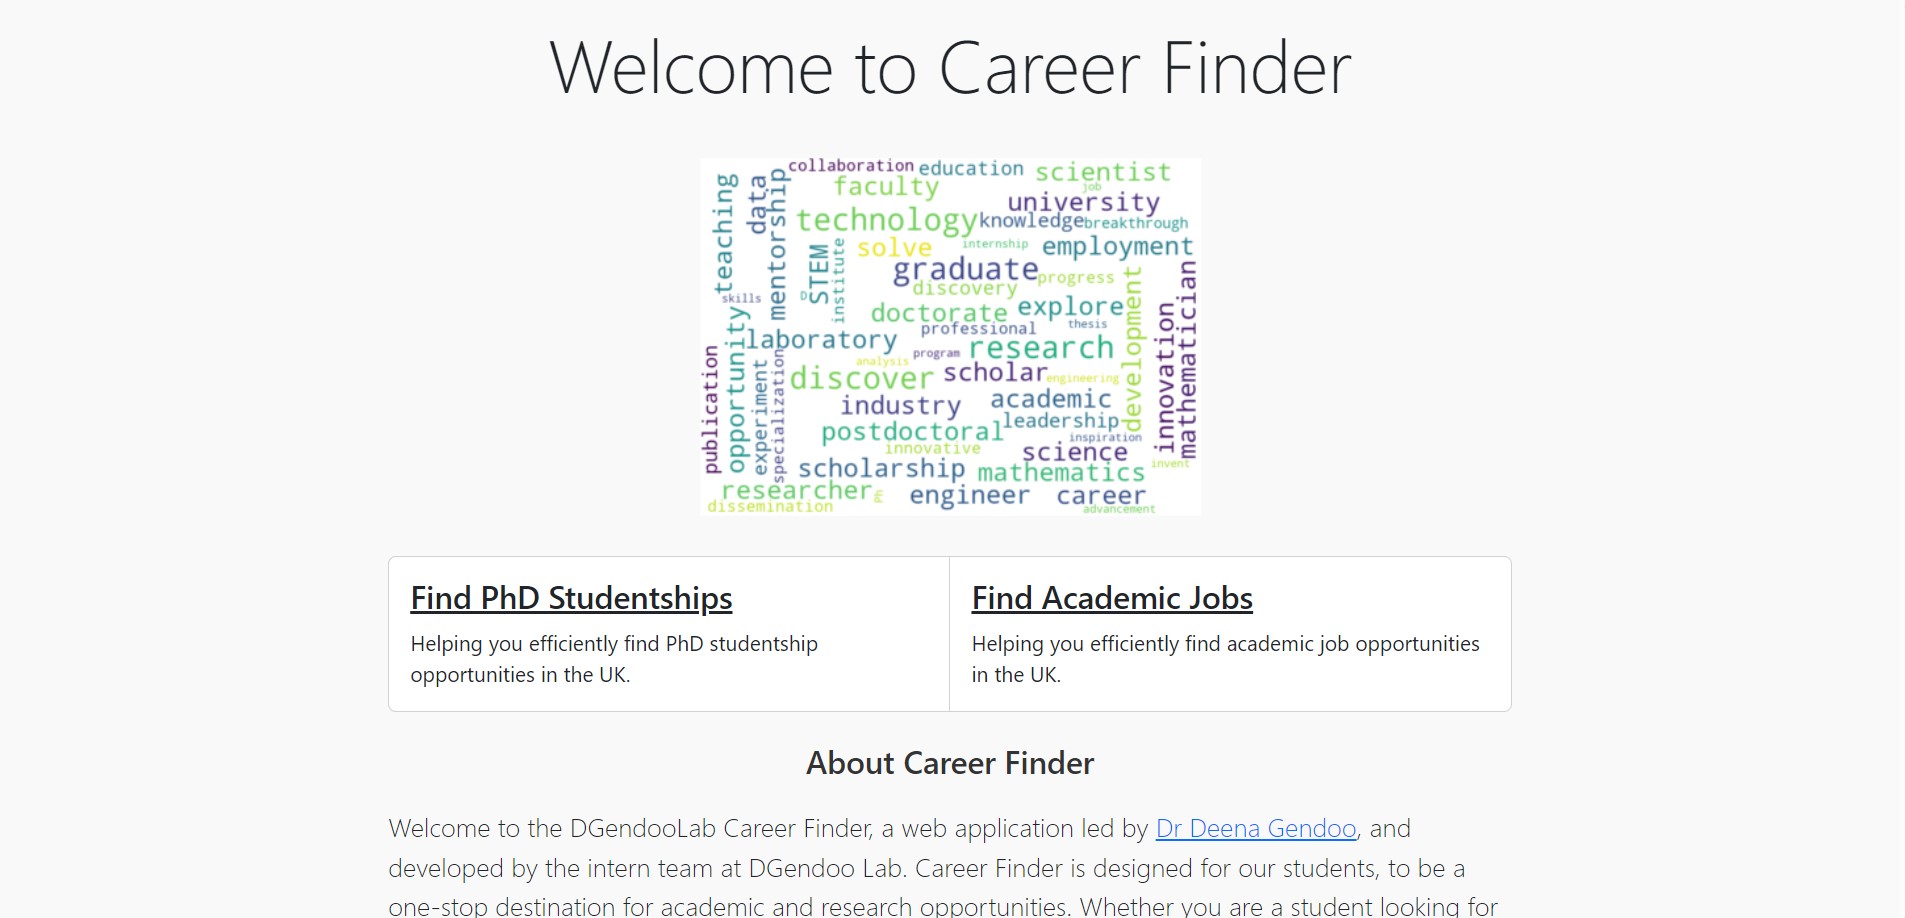 Welcome to Career Finder
collaboration education scientist
faculty job
university
technology knowledge breakthrough
teaching data mentorship
solve internship employment
STEM institute
graduate progress
skills D discovery
doctorate explore
professional thesis
opportunity laboratory
analysis program research
development innovation mathematician
discover scholar engineering
publication experiment specialization
industry academic
leadership
postdoctoral inspiration
innovative science
scholarship mathematics invent
researcher Ph engineer career
dissemination advancement
Find PhD Studentships
Helping you efficiently find PhD studentship
opportunities in the UK.
Find Academic Jobs
Helping you efficiently find academic job opportunities
in the UK.
About Career Finder
Welcome to the DGendooLab Career Finder, a web application led by Dr Deena Gendoo, and
developed by the intern team at DGendoo Lab. Career Finder is designed for our students, to be a
one-stop destination for academic and research opportunities. Whether you are a student looking for